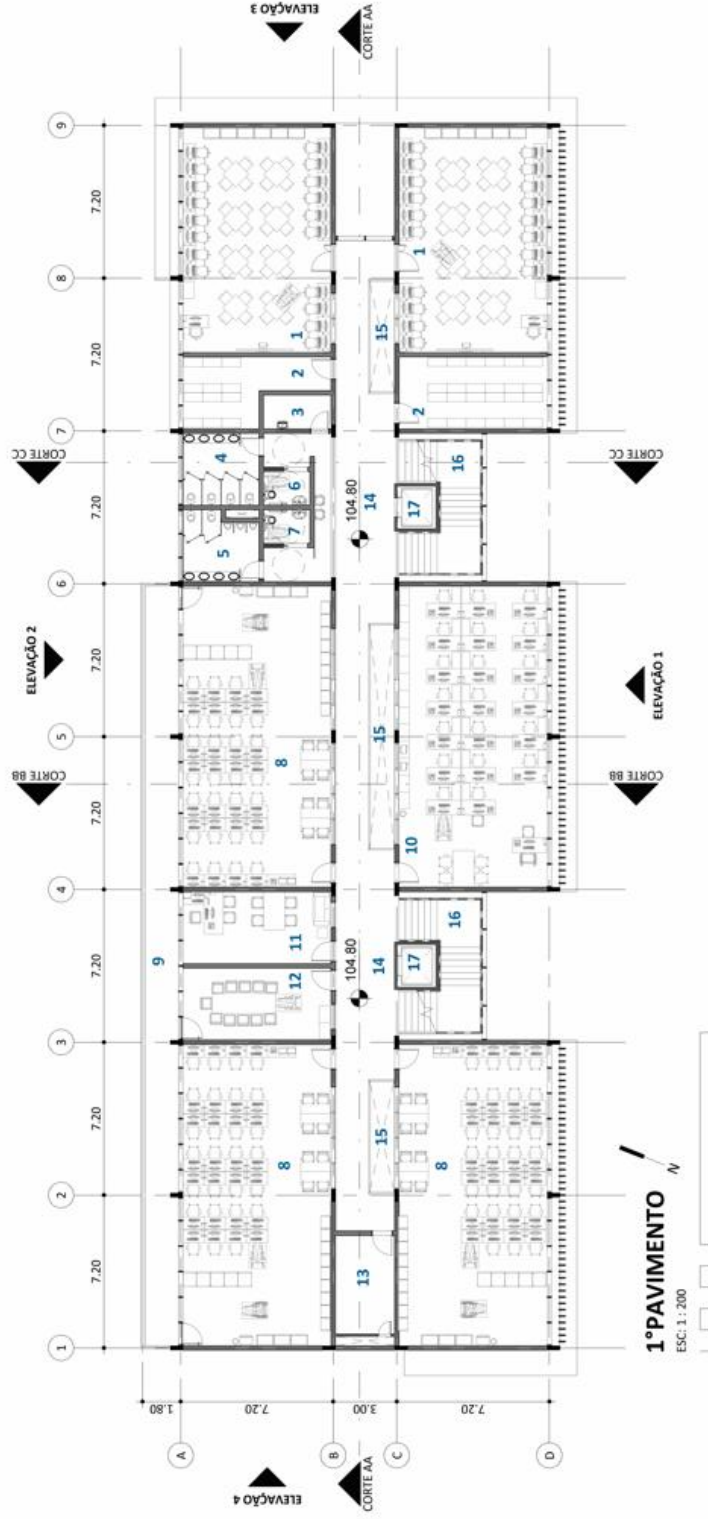 ELEVAÇÃO 2
CORTE BB
CORTE CC
1 2 3 4 5 6 7 8 9
7.20 7.20 7.20 7.20 7.20 7.20 7.20 7.20
1.80
9
A
5 4
7.20
8 12 11 8 7 6 3 2 1
ELEVAÇÃO 4
ELEVAÇÃO 3
B
104.80 104.80
3.00
13 15 14 15 14 15
CORTE AA
CORTE AA
C
17 10 17 2 1
8 16 16
7.20
D
CORTE BB
CORTE CC
ELEVAÇÃO 1
1°PAVIMENTO
ESC: 1 : 200
N